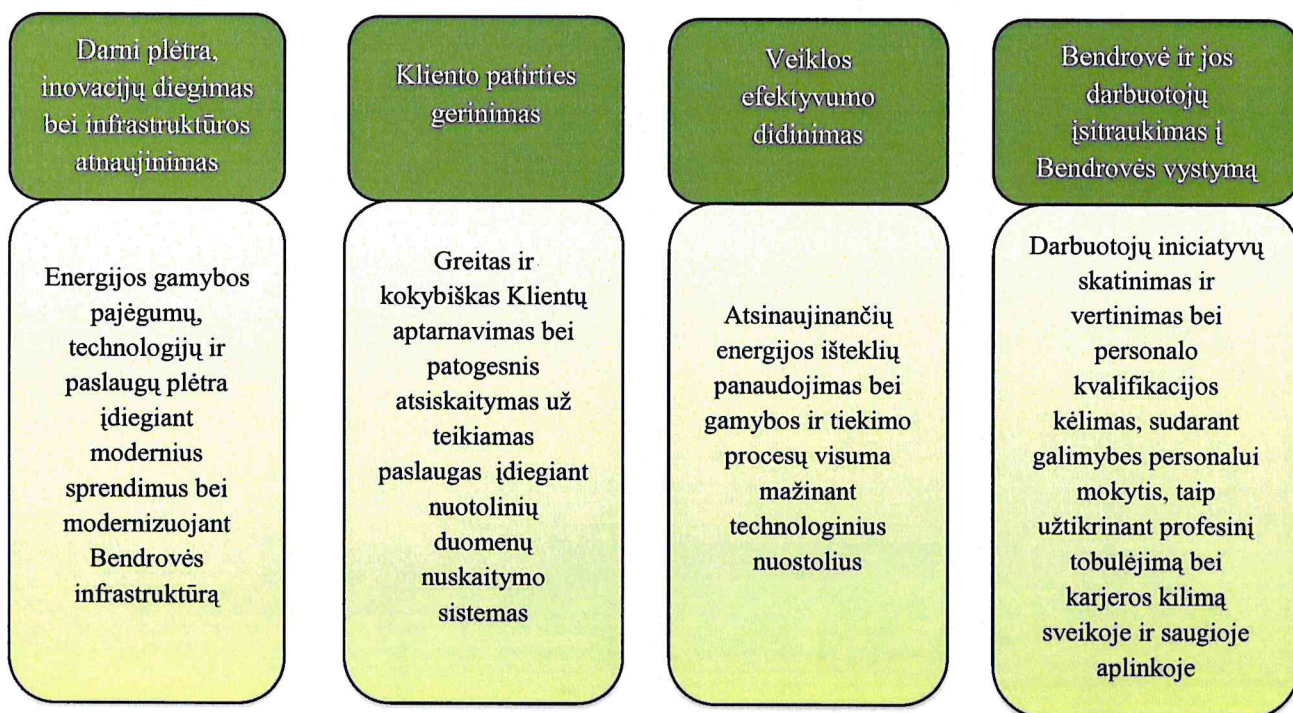 Darni plėtra,
inovacijų diegimas
bei infrastruktūros
atnaujinimas
Energijos gamybos
pajėgumų,
technologijų ir
paslaugų plėtra
įdiegiant
modernius
sprendimus bei
modernizuojant
Bendrovės
infrastruktūrą
Kliento patirties
gerinimas
Greitas ir
kokybiškas Klientų
aptarnavimas bei
patogesnis
atsiskaitymas už
teikiamas
paslaugas įdiegiant
nuotolinių
duomenų
nuskaitymo
sistemas
Veiklos
efektyvumo
didinimas
Atsinaujinančių
energijos išteklių
panaudojimas bei
gamybos ir tiekimo
procesų visuma
mažinant
technologinius
nuostolius
Bendrovė ir jos
darbuotojų
įsitraukimas į
Bendrovės vystymą
Darbuotojų iniciatyvų
skatinimas ir
vertinimas bei
personalo
kvalifikacijos
kėlimas, sudarant
galimybes personalui
mokytis, taip
užtikrinant profesinį
tobulėjimą bei
karjeros kilimą
sveikoje ir saugioje
aplinkoje